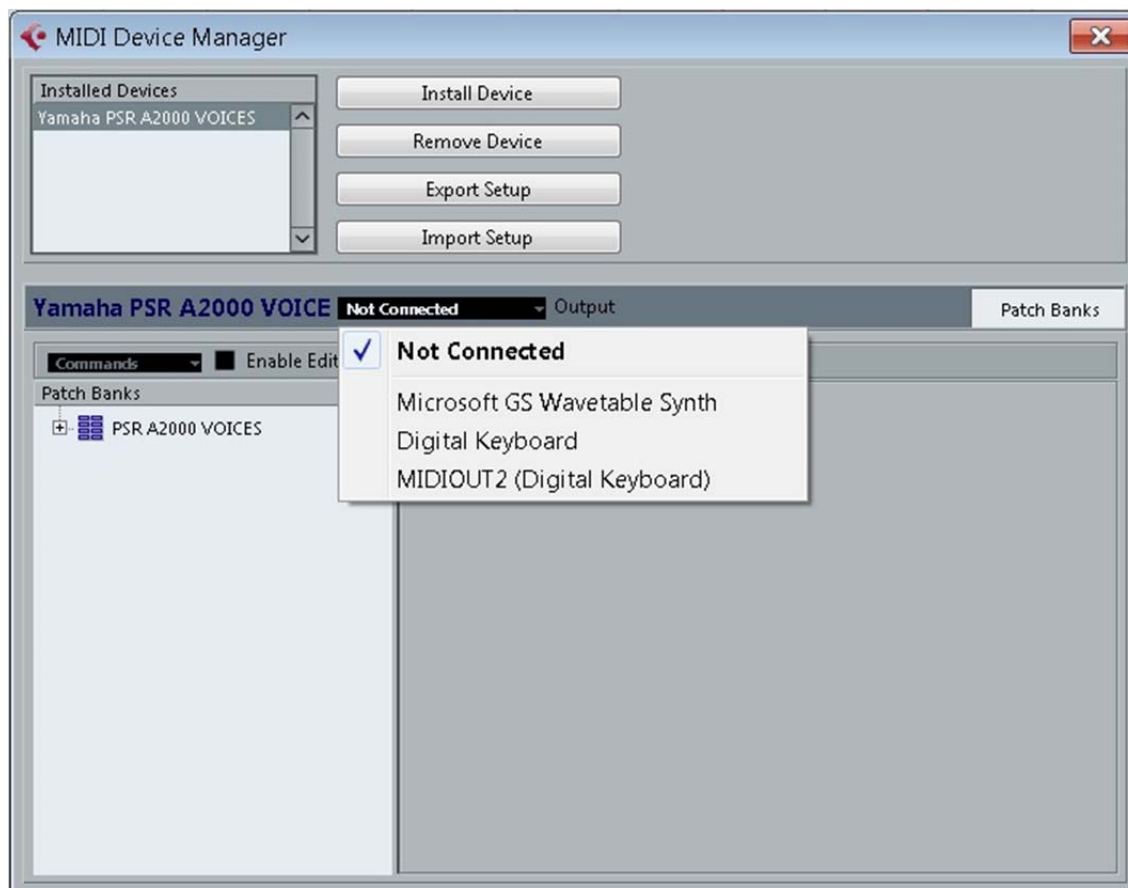 MIDI Device Manager
Installed Devices
Yamaha PSR A2000 VOICES
Install Device
Remove Device
Export Setup
Import Setup
Yamaha PSR A2000 VOICE
Not Connected
Output
Patch Banks
Commands
Enable Edit
Not Connected
Microsoft GS Wavetable Synth
Digital Keyboard
MIDIOUT2 (Digital Keyboard)
Patch Banks
PSR A2000 VOICES